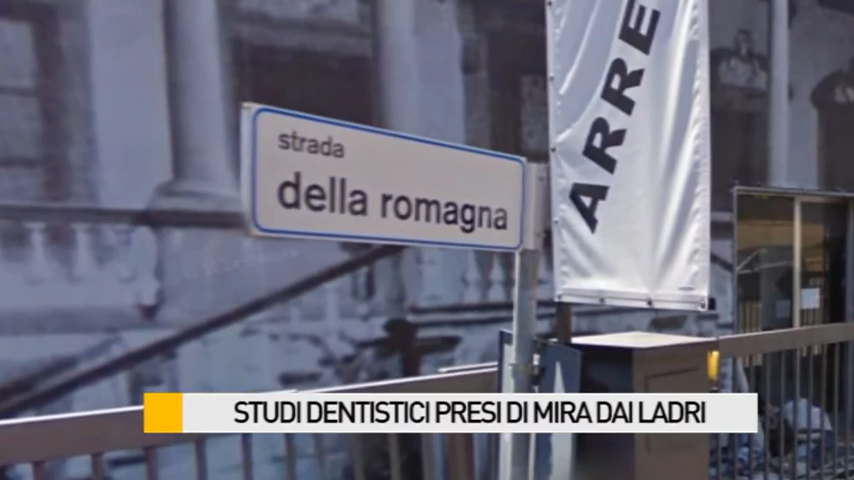 strada
della romagna
ARRE
STUDI DENTISTICI PRESI DI MIRA DAI LADRI